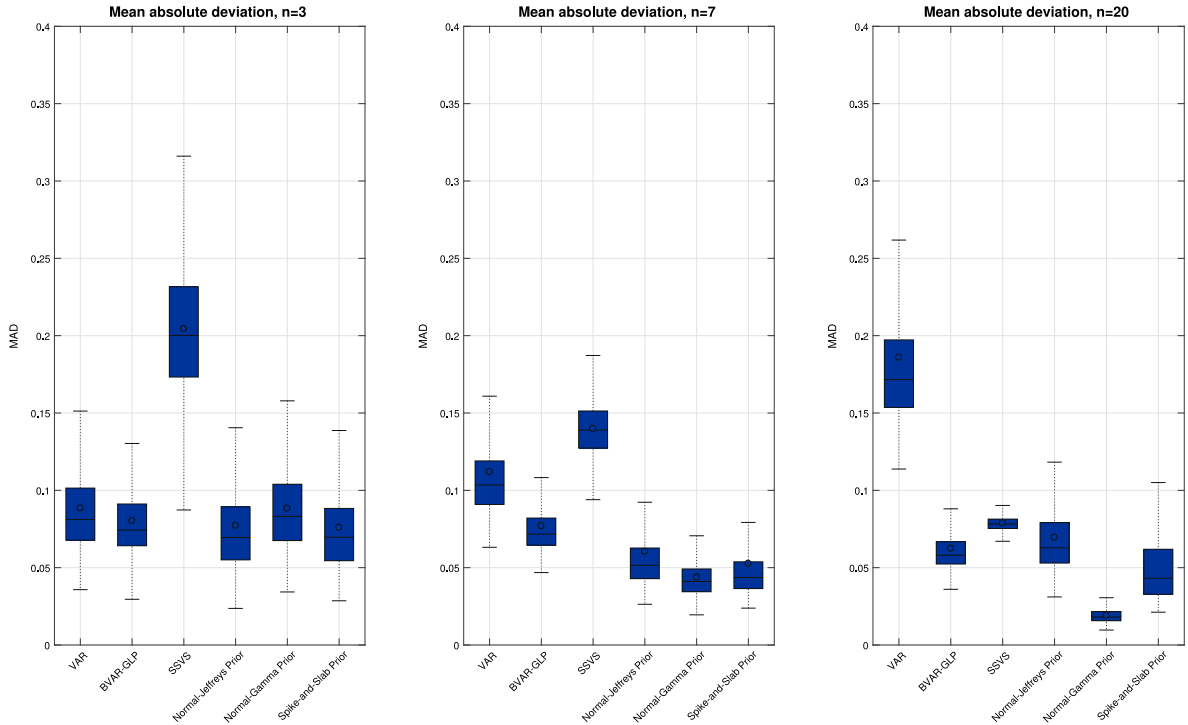 Mean absolute deviation, n=3
MAD
0.4
0.35
0.3
0.25
0.2
0.15
0.1
0.05
0
VAR
BVAR-GLP
SSVS
Normal-Jeffreys Prior
Normal-Gamma Prior
Spike-and-Slab Prior
Mean absolute deviation, n=7
MAD
0.4
0.35
0.3
0.25
0.2
0.15
0.1
0.05
0
VAR
BVAR-GLP
SSVS
Normal-Jeffreys Prior
Normal-Gamma Prior
Spike-and-Slab Prior
Mean absolute deviation, n=20
MAD
0.4
0.35
0.3
0.25
0.2
0.15
0.1
0.05
0
VAR
BVAR-GLP
SSVS
Normal-Jeffreys Prior
Normal-Gamma Prior
Spike-and-Slab Prior